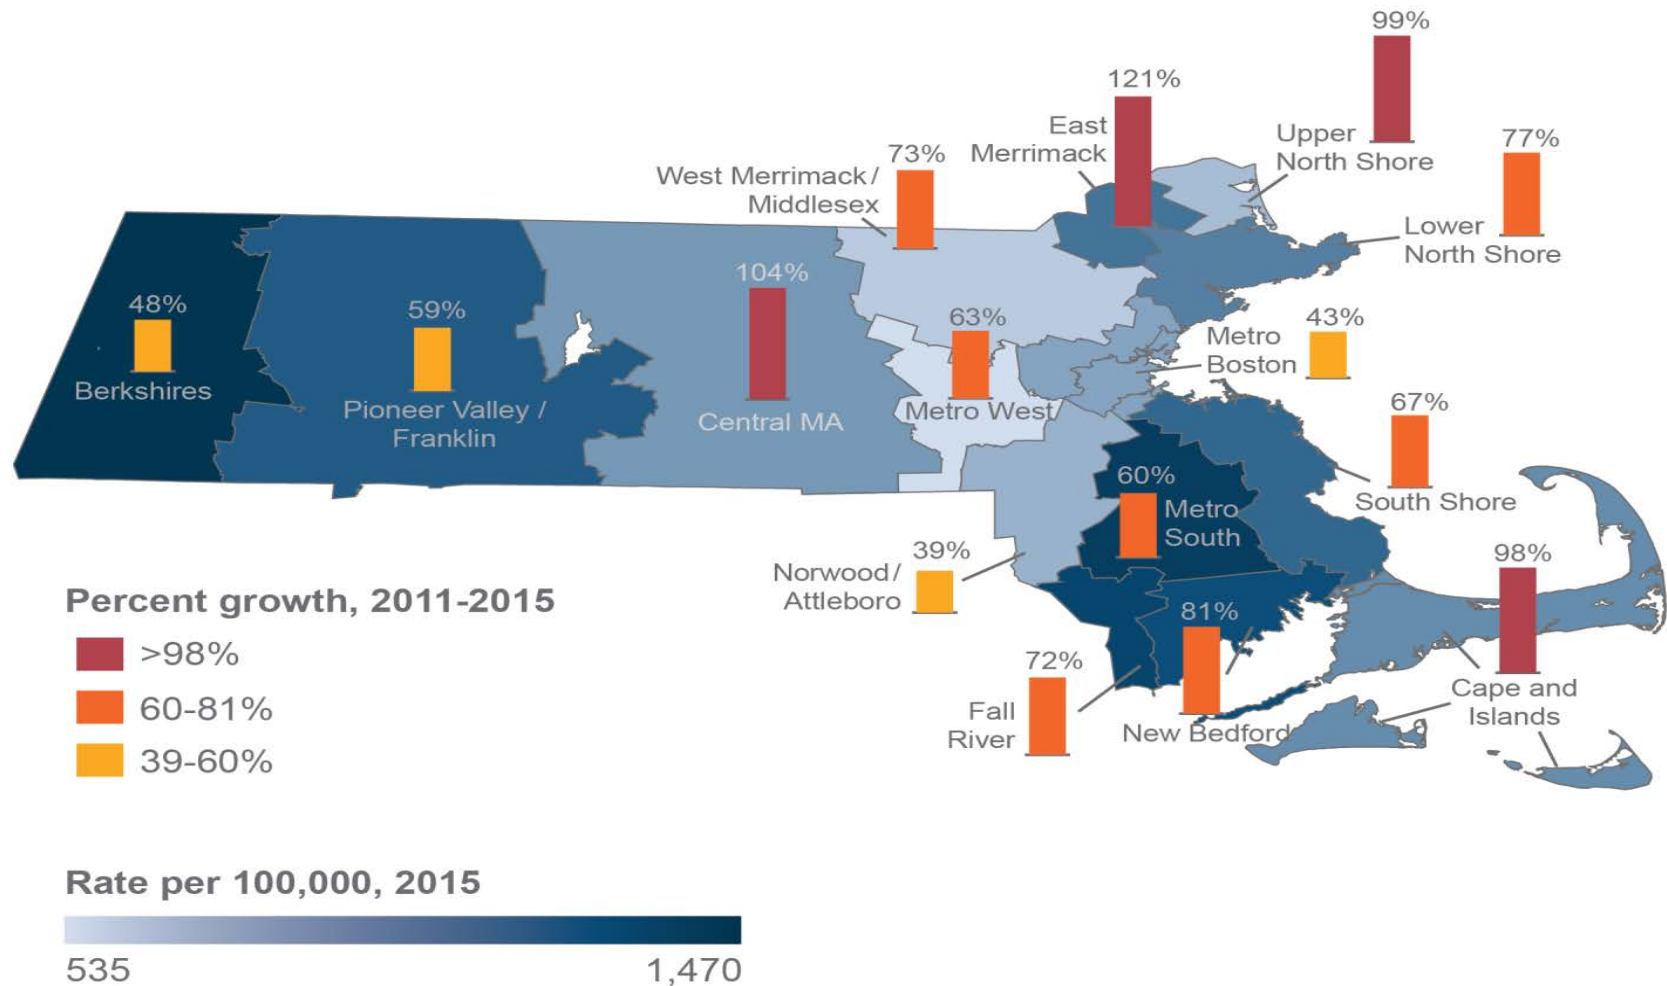 99%
121%
East
Merrimack
Upper
North Shore
77%
73%
West Merrimack /
Middlesex
Lower
North Shore
104%
48%
59%
63%
Metro
Boston
43%
Berkshires
Pioneer Valley /
Franklin
Central MA
Metro West
67%
South Shore
60%
Metro
South
39%
Norwood /
Attleboro
98%
Cape and
Islands
81%
New Bedford
72%
Fall
River
Percent growth, 2011-2015
>98%
60-81%
39-60%
Rate per 100,000, 2015
535
1,470